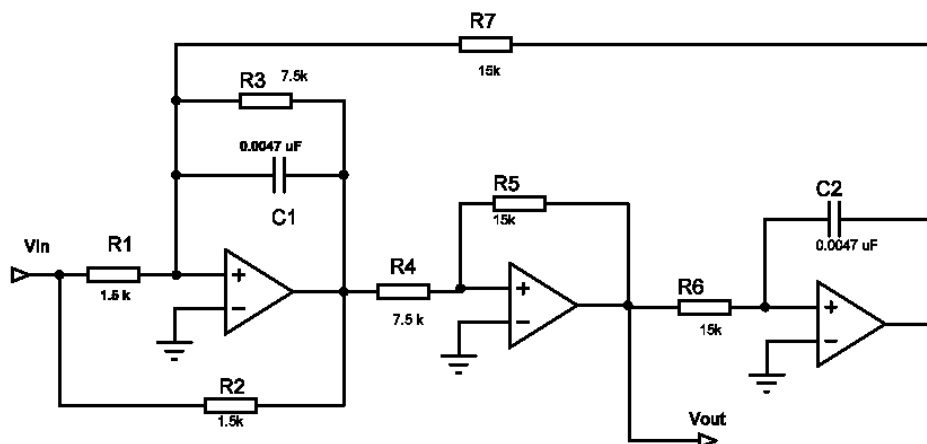 R7
15k
R3 7.5k
0.0047 uF
C1
R5
15k
C2
0.0047 uF
Vin
R1
1.5 k
+
−
R4
7.5 k
+
−
R6
15k
+
−
R2
1.5k
Vout